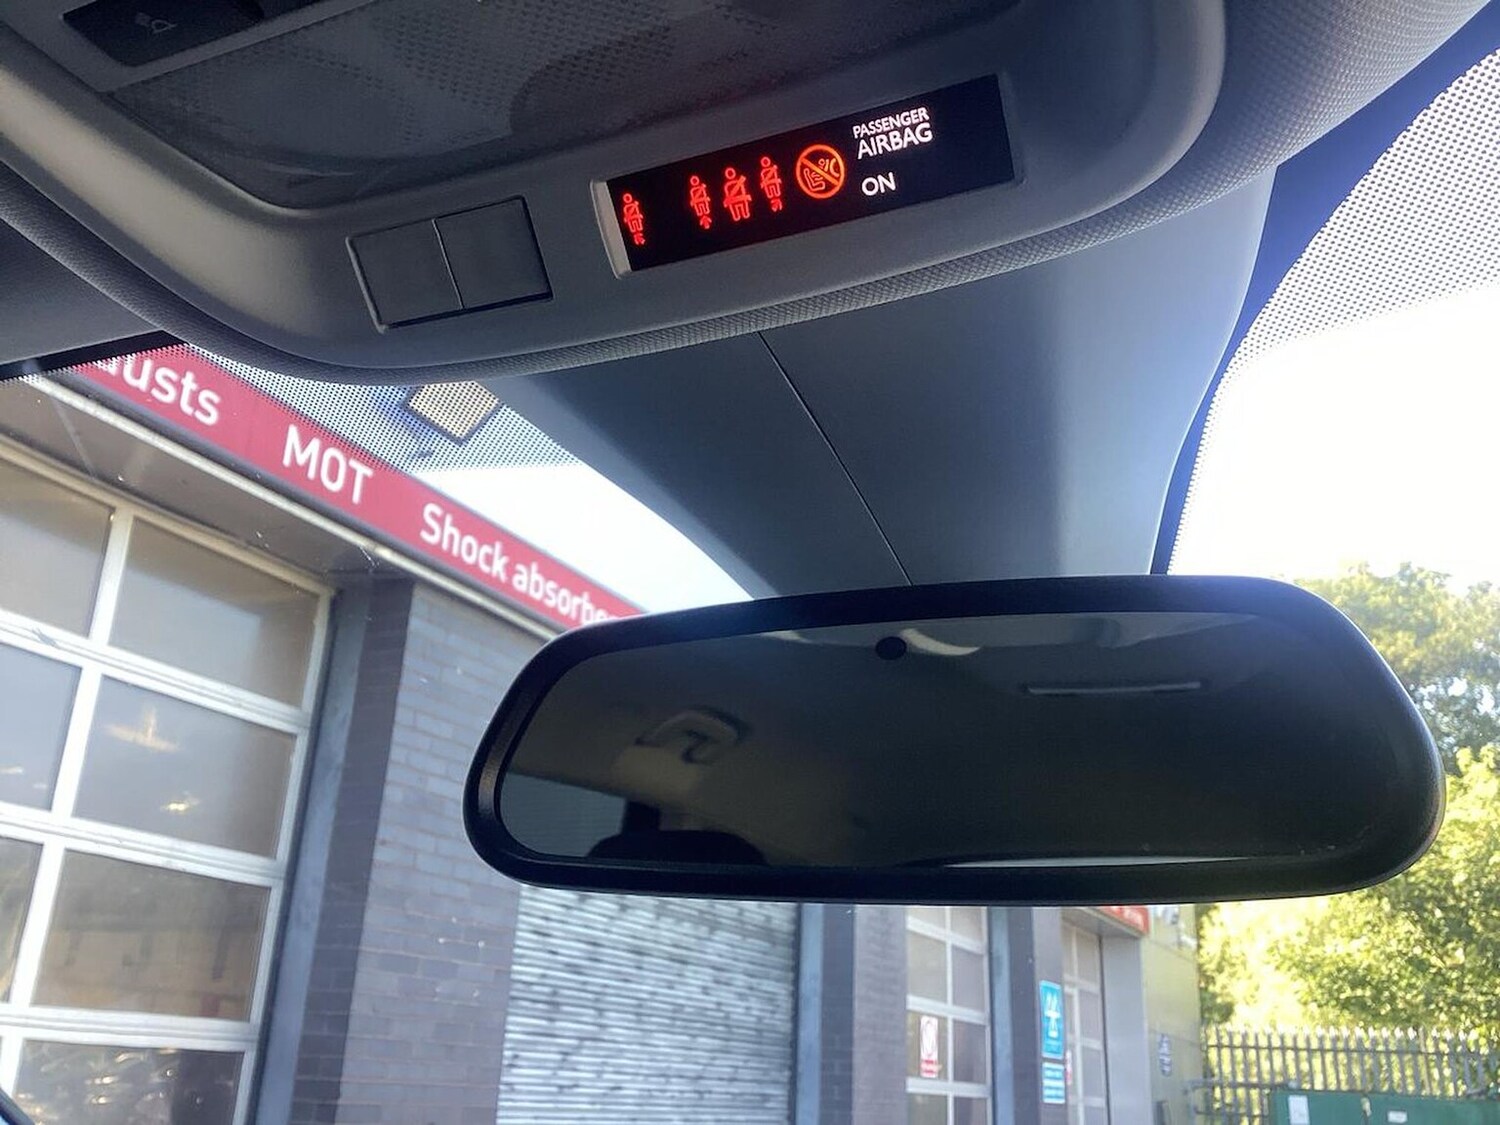 PASSENGER
AIRBAG
ON
usts
MOT
Shock absorbe